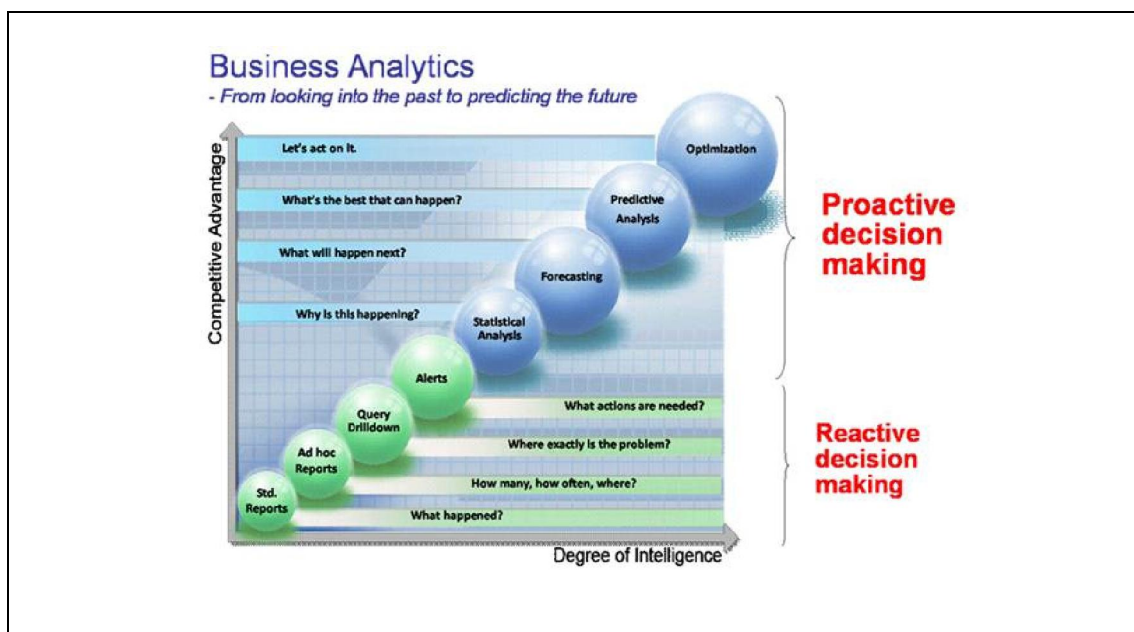 Business Analytics
- From looking into the past to predicting the future
Competitive Advantage
Let's act on it.
Optimization
What's the best that can happen?
Predictive
Analysis
What will happen next?
Forecasting
Why is this happening?
Statistical
Analysis
Alerts
What actions are needed?
Query
Drilldown
Where exactly is the problem?
Ad hoc
Reports
How many, how often, where?
Std.
Reports
What happened?
Degree of Intelligence
Proactive
decision
making
Reactive
decision
making